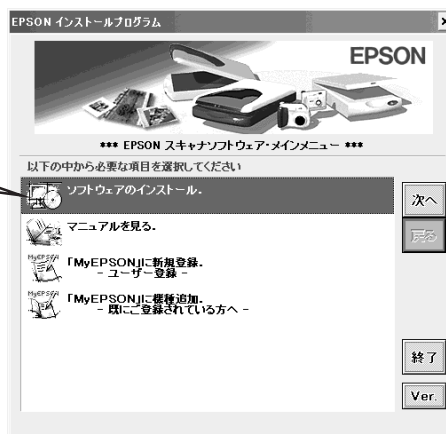 EPSON インストールプログラム
EPSON
*** EPSON スキャナソフトウェア・メインメニュー ***
以下の中から必要な項目を選択してください
ソフトウェアのインストール.
マニュアルを見る.
MyEPSON
「MyEPSON」に新規登録.
- ユーザー登録 -
MyEPSON
「MyEPSON」に機種追加.
- 既にご登録されている方へ -
次へ
戻る
終了
Ver.